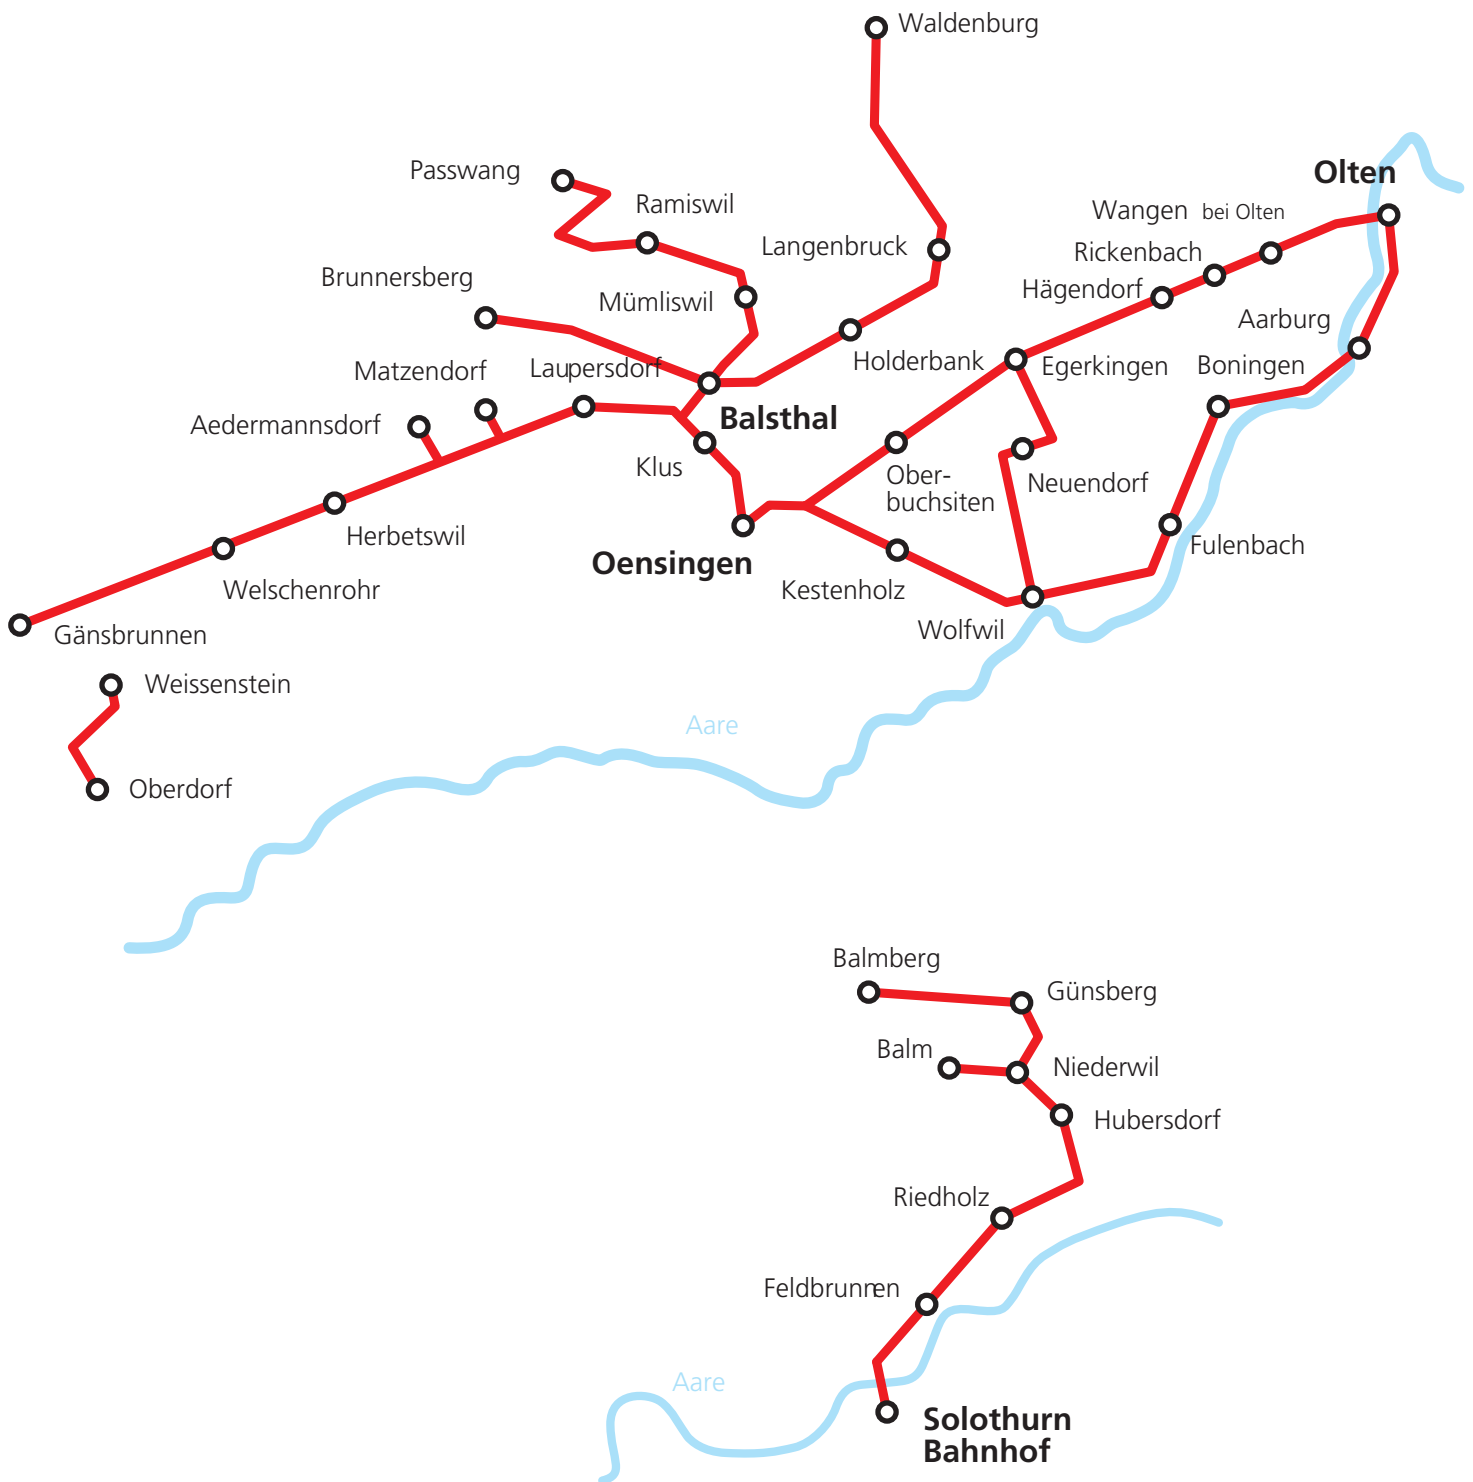 Waldenburg
Passwang
Olten
Ramiswil
Wangen bei Olten
Langenbruck
Rickenbach
Brunnersberg
Mümliswil
Hägendorf
Aarburg
Matzendorf
Laupersdorf
Holderbank
Egerkingen
Boningen
Aedermannsdorf
Balsthal
Klus
Ober-
buchsiten
Neuendorf
Herbetswil
Oensingen
Fulenbach
Welschenrohr
Kestenholz
Gänsbrunnen
Wolfwil
Weissenstein
Aare
Oberdorf
Balmberg
Günsberg
Balm
Niederwil
Hubersdorf
Riedholz
Feldbrunnen
Aare
Solothurn
Bahnhof